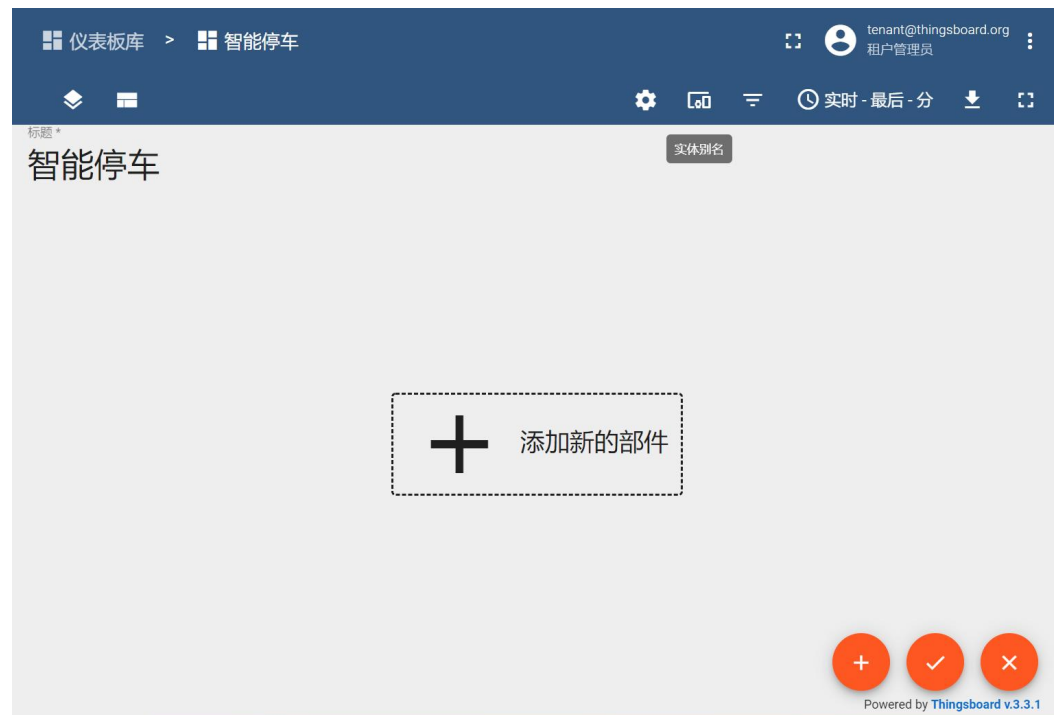 仪表板库 > 智能停车
tenant@thingsboard.org
租户管理员
实时 - 最后 - 分
标题 *
实体别名
智能停车
添加新的部件
Powered by Thingsboard v.3.3.1